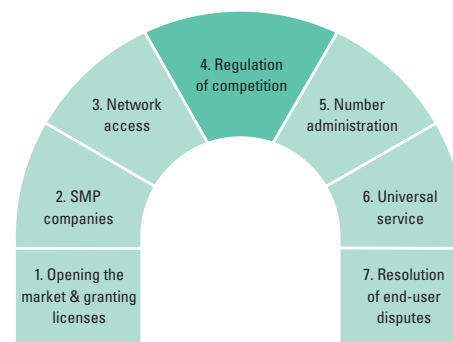 1. Opening the
market & granting
licenses
2. SMP
companies
3. Network
access
4. Regulation
of competition
5. Number
administration
6. Universal
service
7. Resolution
of end-user
disputes